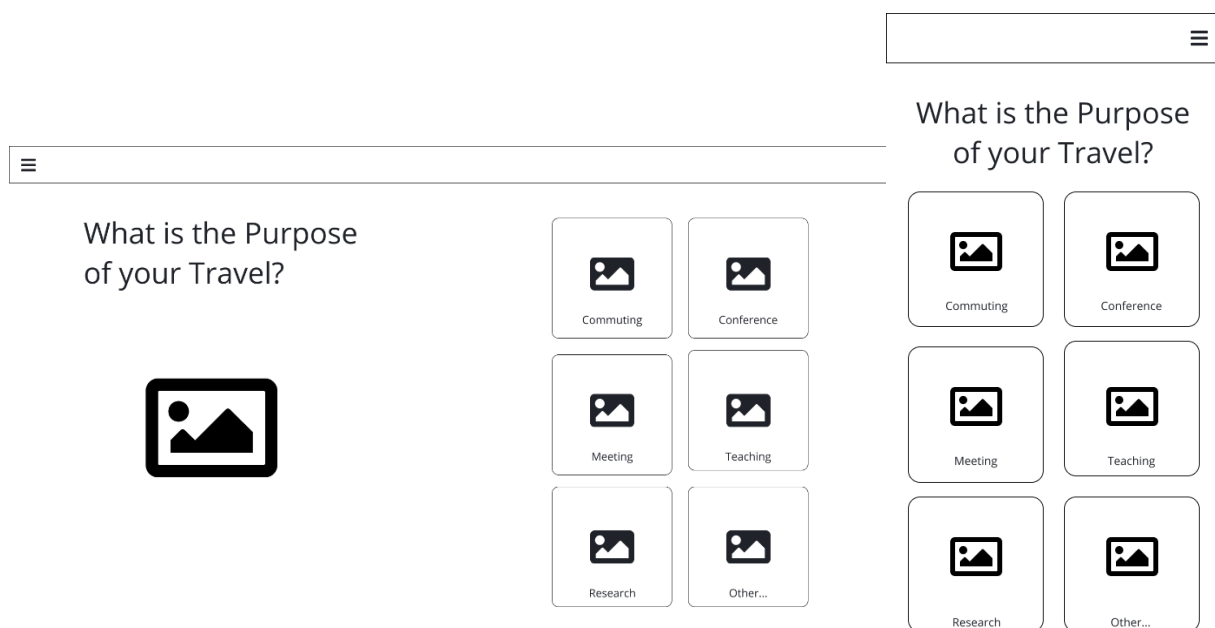 What is the Purpose
of your Travel?
Commuting
Conference
Meeting
Teaching
Research
Other...
What is the Purpose
of your Travel?
Commuting
Conference
Meeting
Teaching
Research
Other...